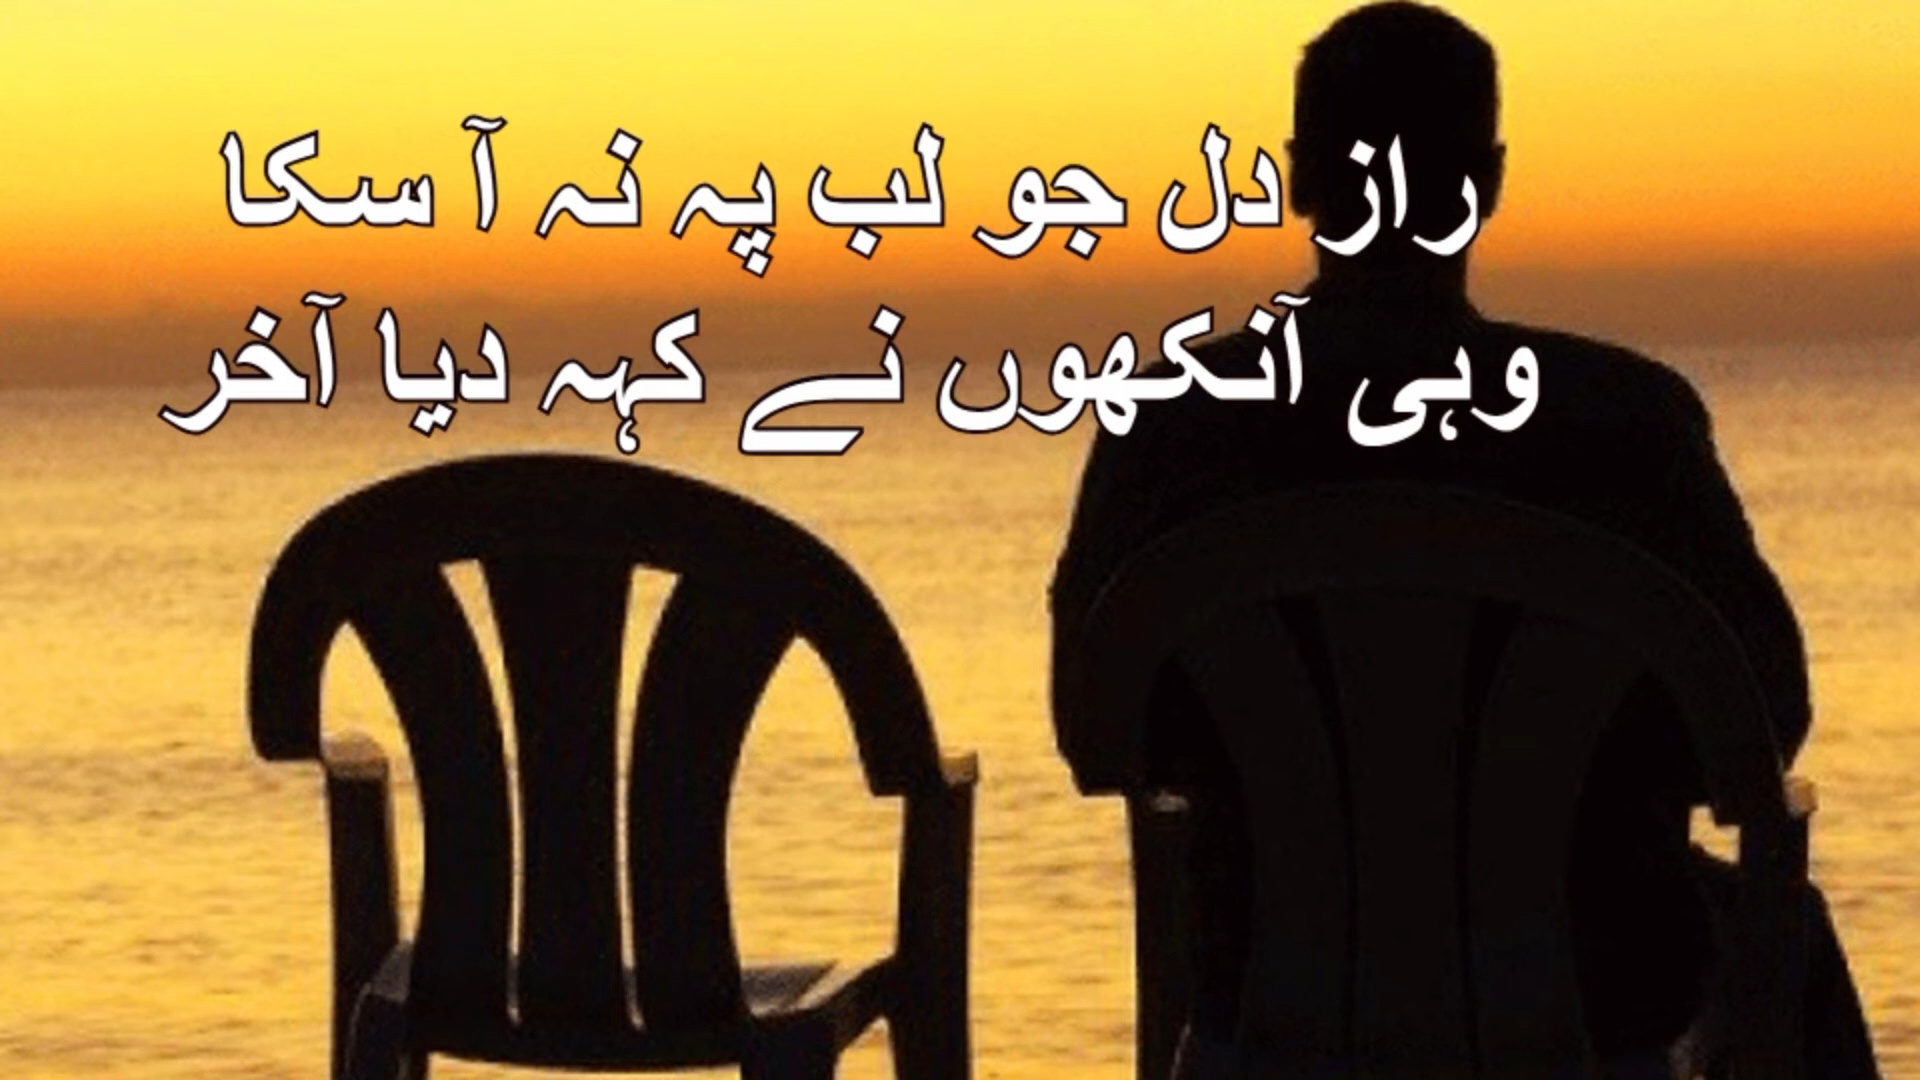 راز دل جو لب پہ نہ آ سکا
وہی آنکھوں نے کہہ دیا آخر